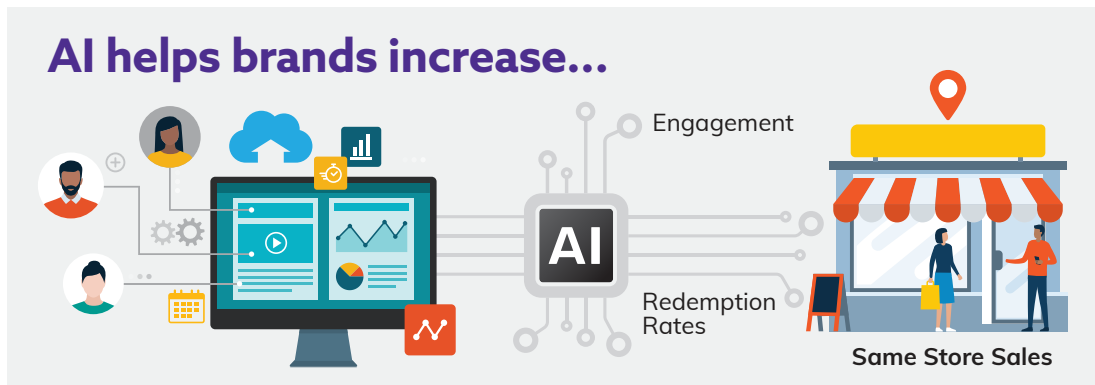 AI helps brands increase...
Engagement
AI
Redemption
Rates
Same Store Sales